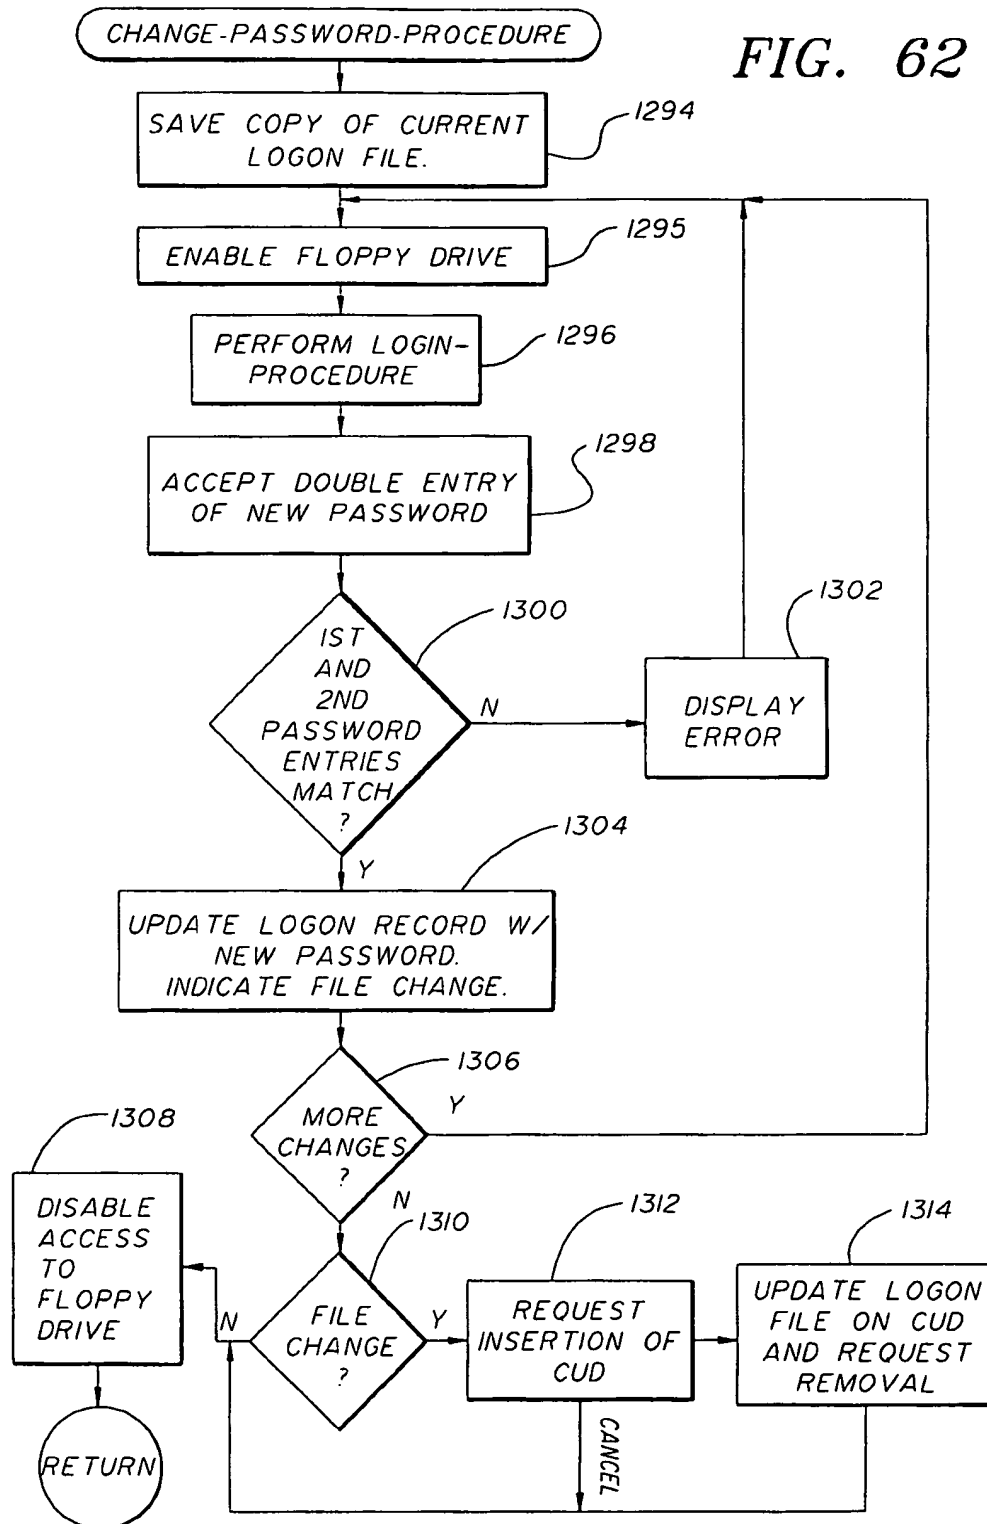 CHANGE-PASSWORD-PROCEDURE
FIG. 62
SAVE COPY OF CURRENT
LOGON FILE.
1294
ENABLE FLOPPY DRIVE
1295
PERFORM LOGIN-
PROCEDURE
1296
ACCEPT DOUBLE ENTRY
OF NEW PASSWORD
1298
1ST
AND
2ND
PASSWORD
ENTRIES
MATCH
?
1300
N
DISPLAY
ERROR
1302
Y
UPDATE LOGON RECORD W/
NEW PASSWORD.
INDICATE FILE CHANGE.
1304
MORE
CHANGES
?
1306
Y
N
DISABLE
ACCESS
TO
FLOPPY
DRIVE
1308
N
FILE
CHANGE
?
1310
Y
REQUEST
INSERTION OF
CUD
1312
CANCEL
UPDATE LOGON
FILE ON CUD
AND REQUEST
REMOVAL
1314
RETURN